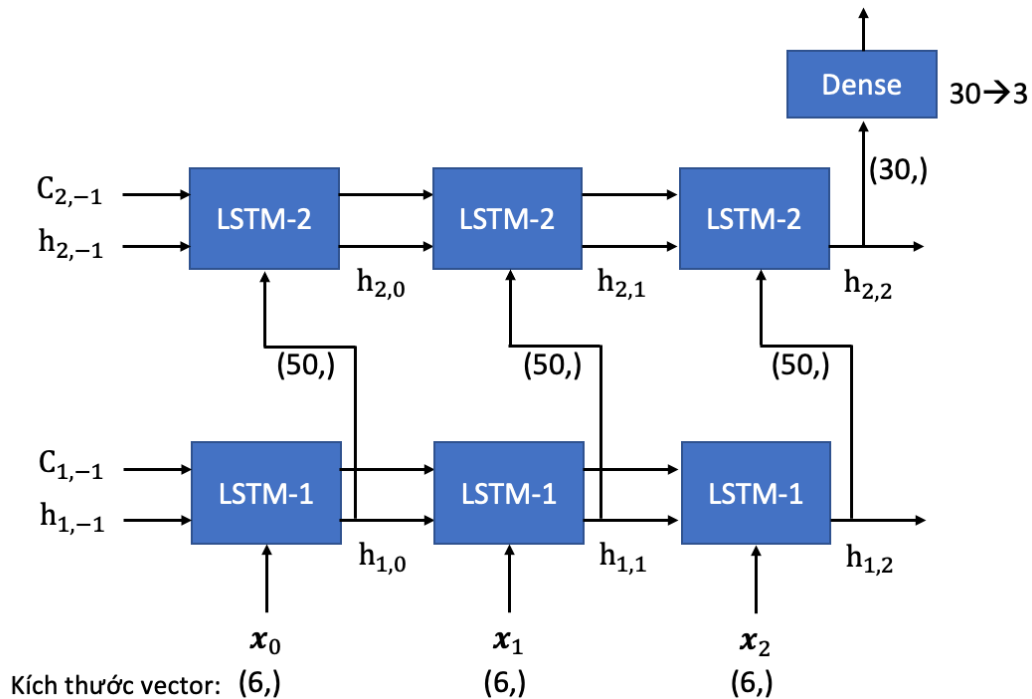 Dense 30→3
(30,)
C₂,₋₁
LSTM-2 LSTM-2 LSTM-2
h₂,₋₁
h₂,₀ h₂,₁ h₂,₂
(50,) (50,) (50,)
C₁,₋₁
LSTM-1 LSTM-1 LSTM-1
h₁,₋₁
h₁,₀ h₁,₁ h₁,₂
x₀ x₁ x₂
Kích thước vector: (6,) (6,) (6,)